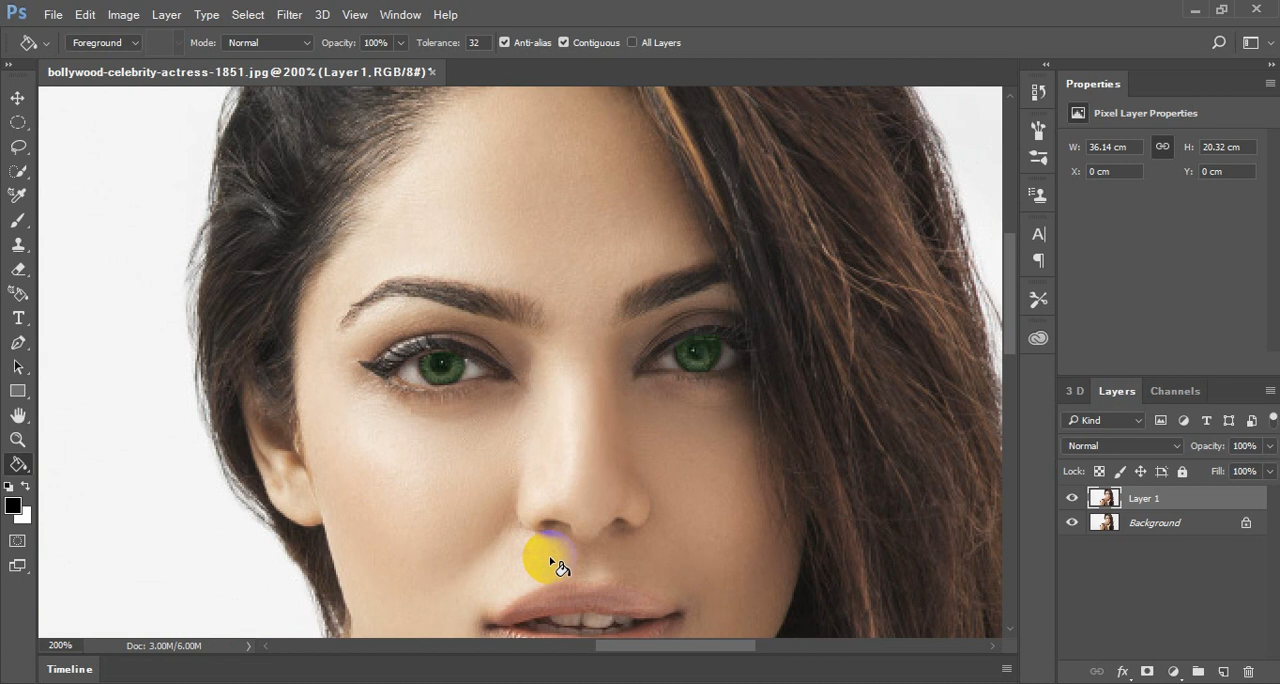 Ps File Edit Image Layer Type Select Filter 3D View Window Help
Foreground Mode: Normal Opacity: 100% Tolerance: 32 Anti-alias Contiguous All Layers
bollywood-celebrity-actress-1851.jpg @ 200% (Layer 1, RGB/8#) *
Properties
Pixel Layer Properties
W: 36.14 cm H: 20.32 cm
X: 0 cm Y: 0 cm
3D Layers Channels
Kind
Normal Opacity: 100%
Lock: Fill: 100%
Layer 1
Background
200% Doc: 3.00M/6.00M
Timeline